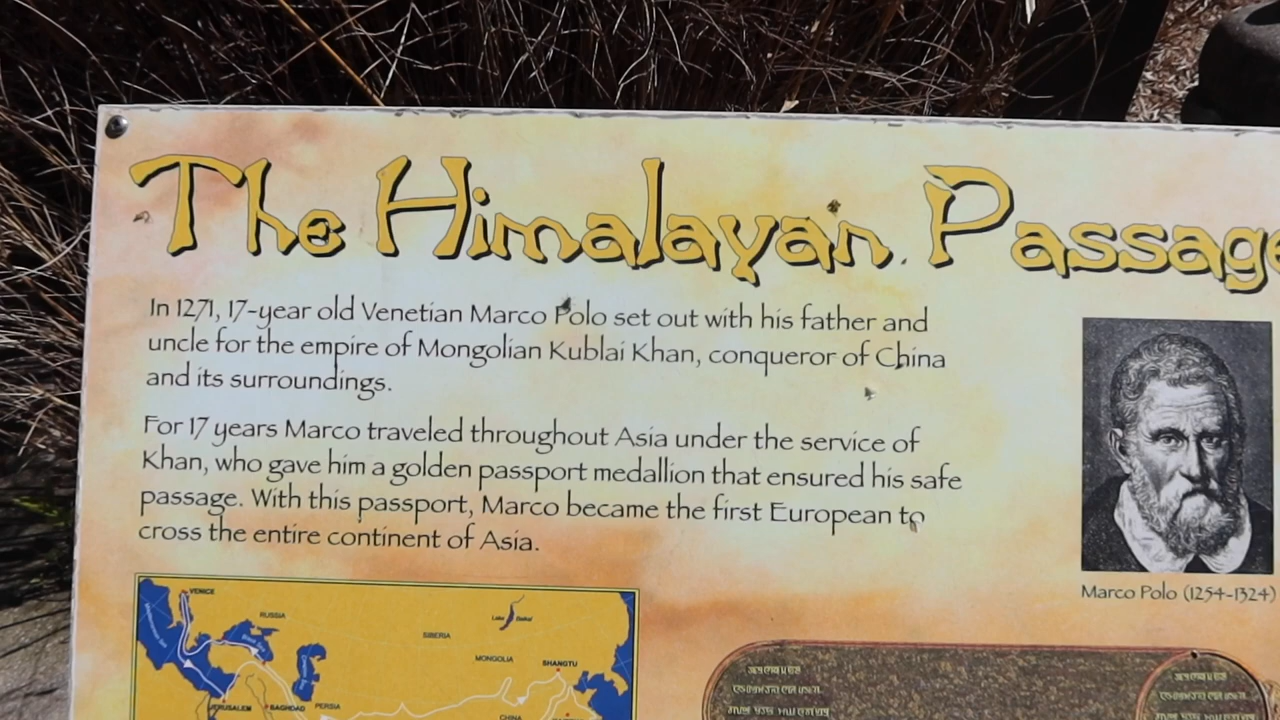 The Himalayan Passage
In 1271, 17-year old Venetian Marco Polo set out with his father and
uncle for the empire of Mongolian Kublai Khan, conqueror of China
and its surroundings.
For 17 years Marco traveled throughout Asia under the service of
Khan, who gave him a golden passport medallion that ensured his safe
passage. With this passport, Marco became the first European to
cross the entire continent of Asia.
Marco Polo (1254-1324)
VENICE
RUSSIA
Lake Baikal
SIBERIA
MONGOLIA
SHANGTU
JERUSALEM
BAGHDAD
PERSIA
CHINA